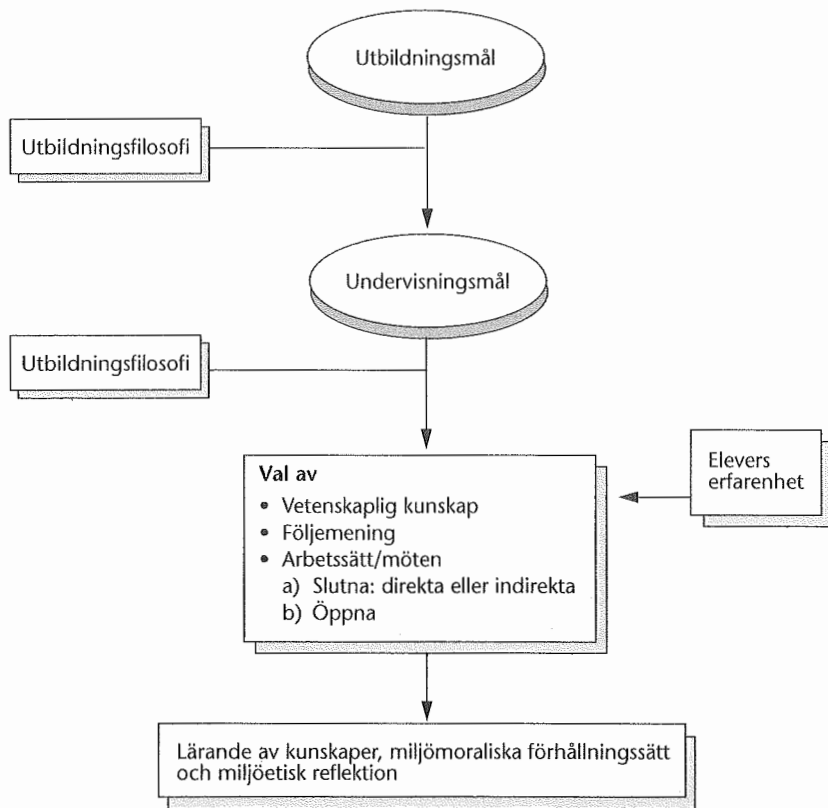 Utbildningsmål
Utbildningsfilosofi
Undervisningsmål
Utbildningsfilosofi
Val av
• Vetenskaplig kunskap
• Följemening
• Arbetssätt/möten
a) Slutna: direkta eller indirekta
b) Öppna
Elevers
erfarenhet
Lärande av kunskaper, miljömoraliska förhållningssätt
och miljöetisk reflektion